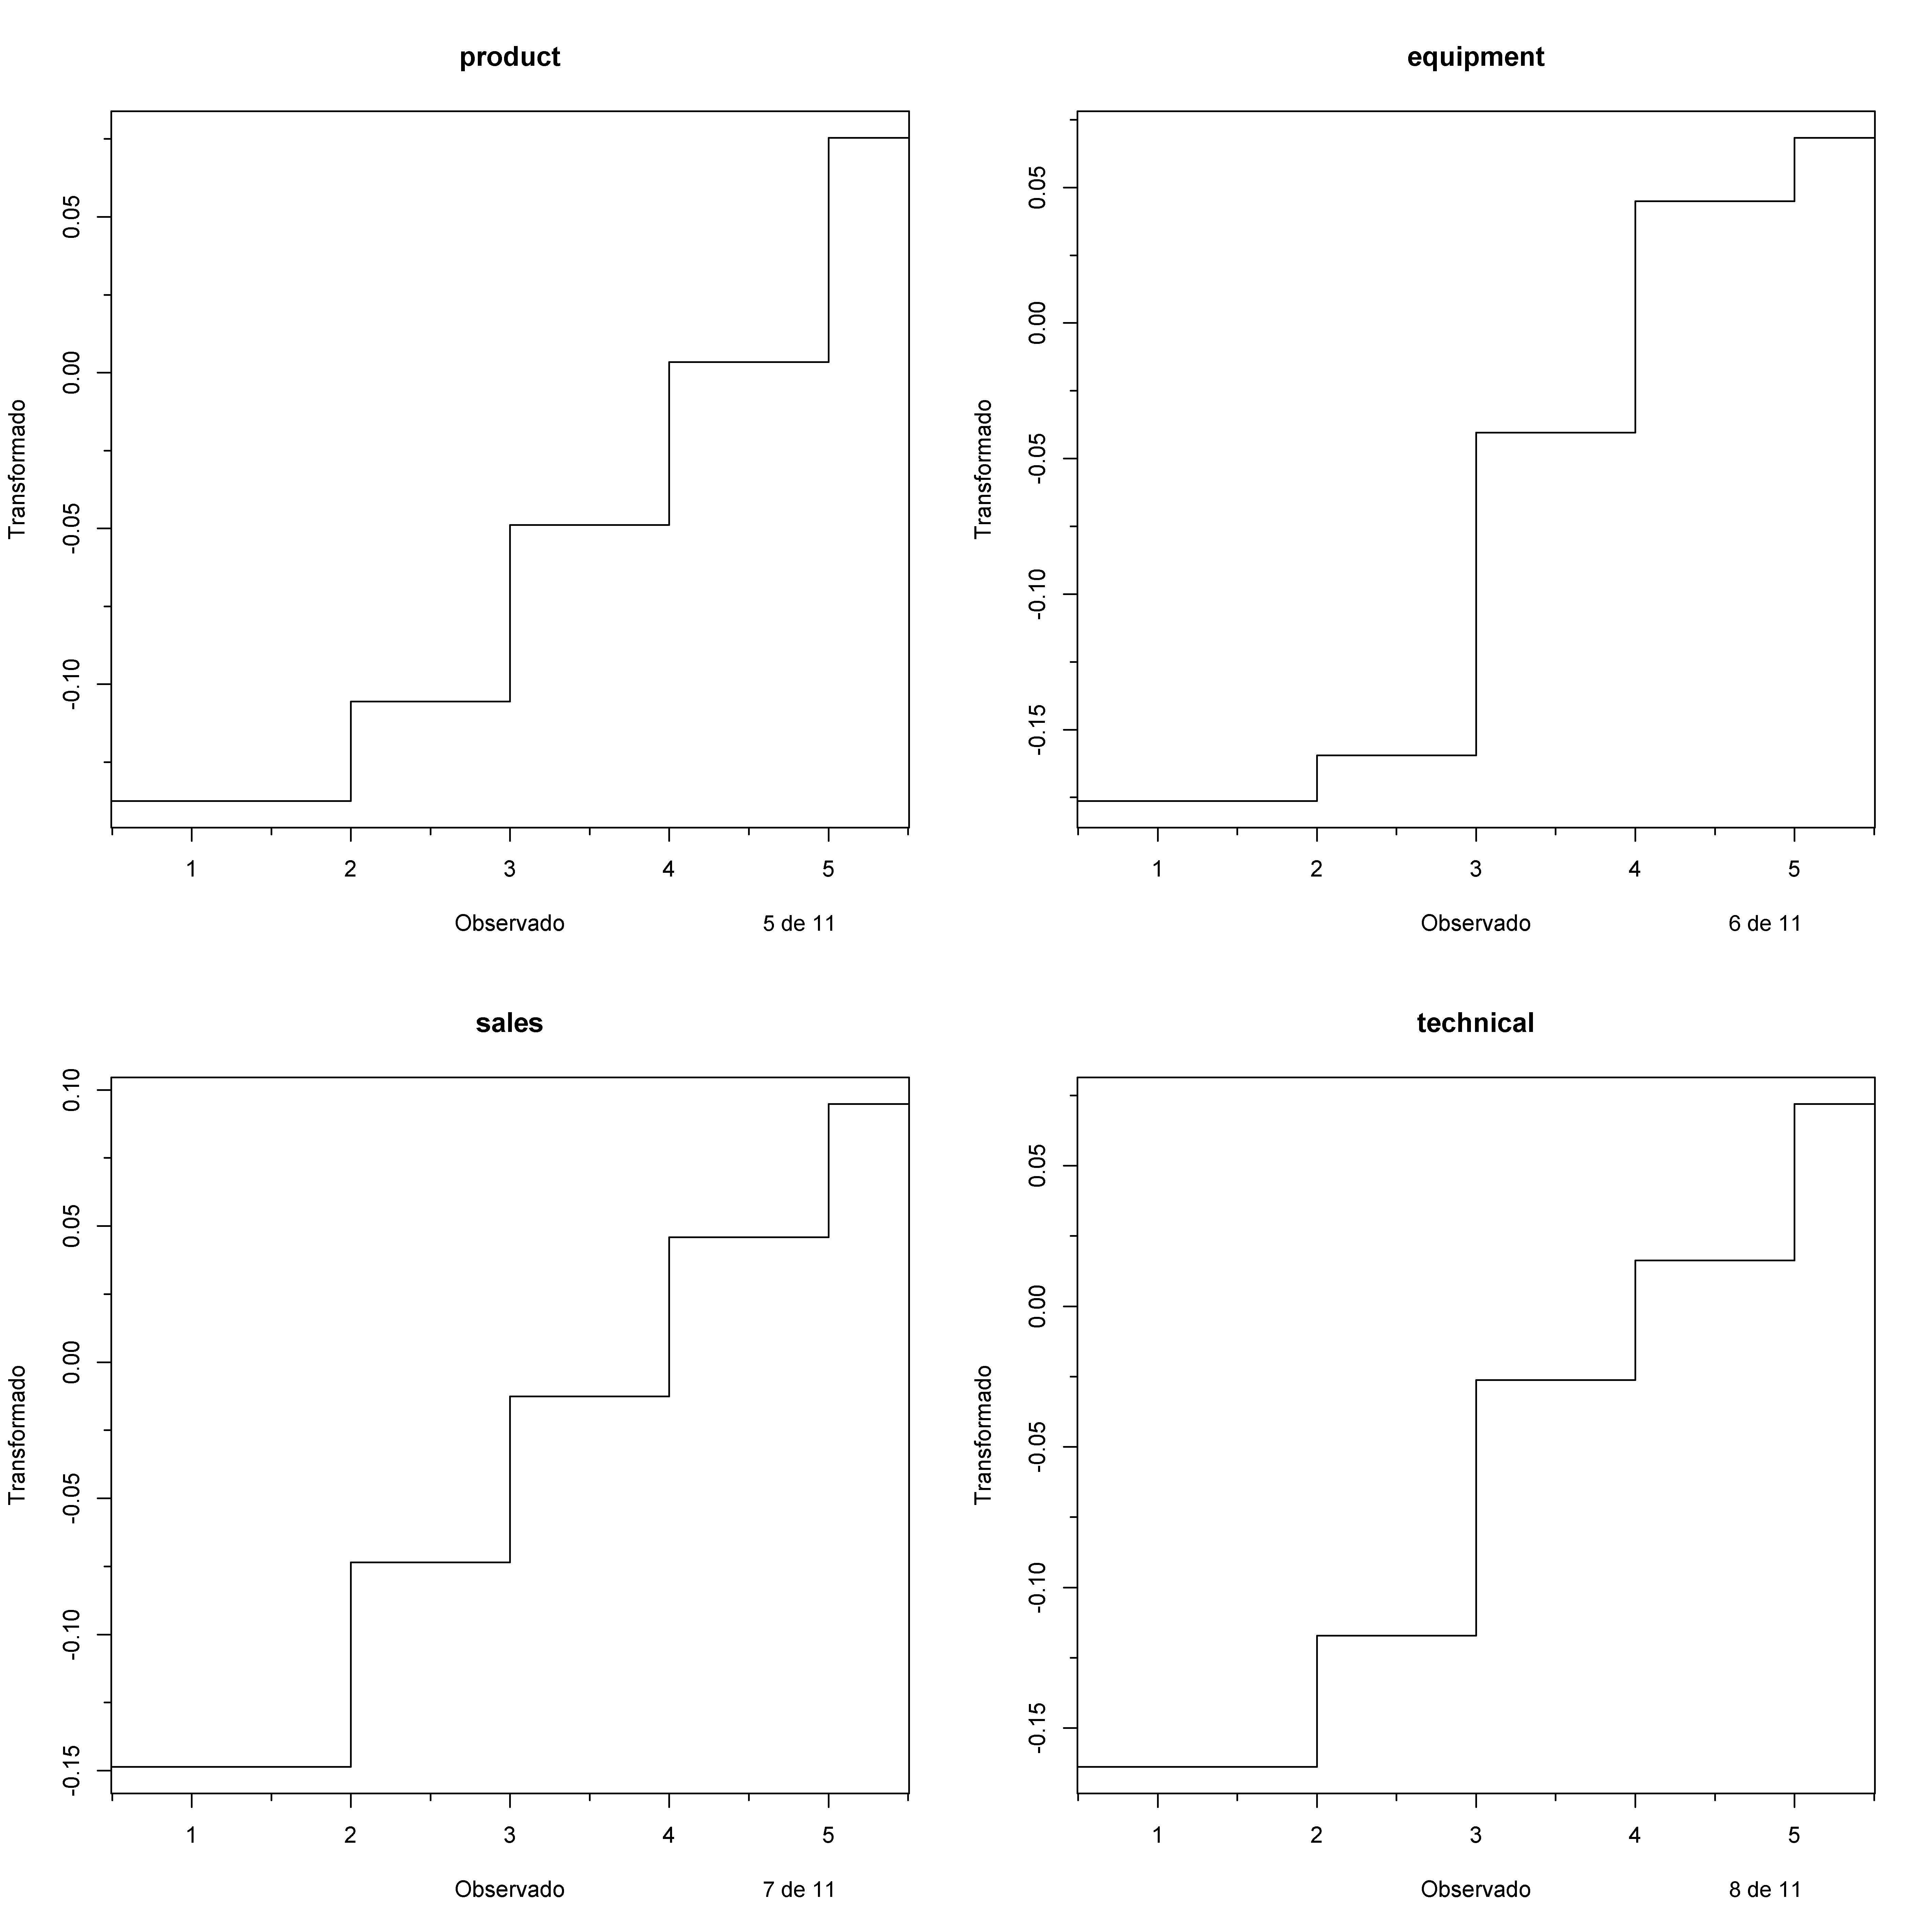 product
Transformado
0.05
0.00
-0.05
-0.10
1 2 3 4 5
Observado 5 de 11
equipment
Transformado
0.05
0.00
-0.05
-0.10
-0.15
1 2 3 4 5
Observado 6 de 11
sales
Transformado
0.10
0.05
0.00
-0.05
-0.10
-0.15
1 2 3 4 5
Observado 7 de 11
technical
Transformado
0.05
0.00
-0.05
-0.10
-0.15
1 2 3 4 5
Observado 8 de 11